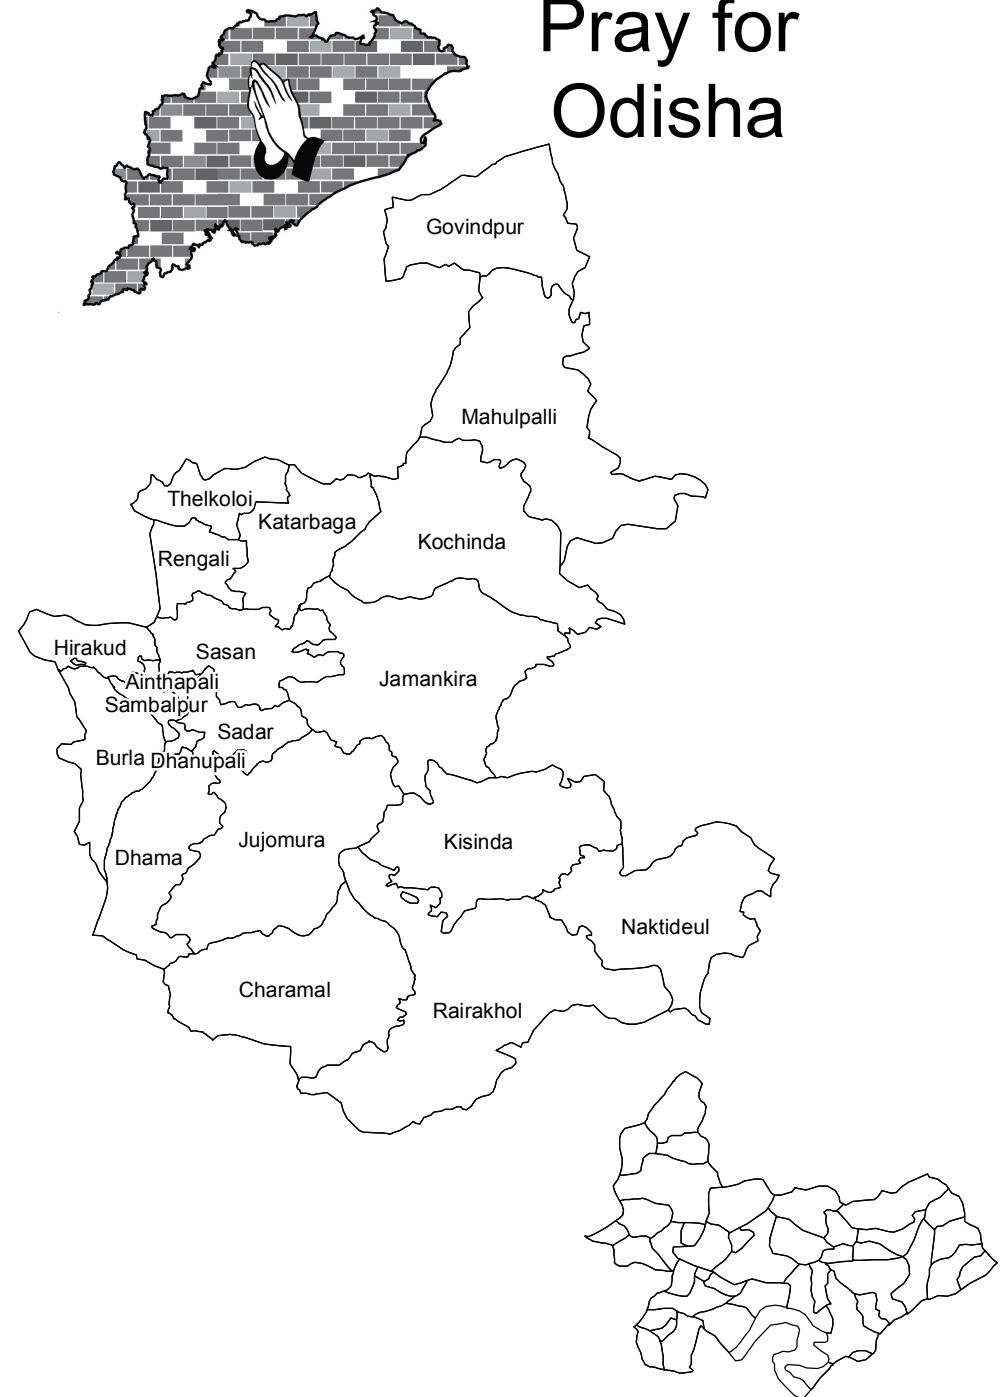 Pray for
Odisha
Govindpur
Mahulpalli
Thelkoloi
Katarbaga
Kochinda
Rengali
Hirakud
Sasan
Ainthapali
Jamankira
Sambalpur
Sadar
Burla
Dhanupali
Jujomura
Kisinda
Dhama
Naktideul
Charamal
Rairakhol